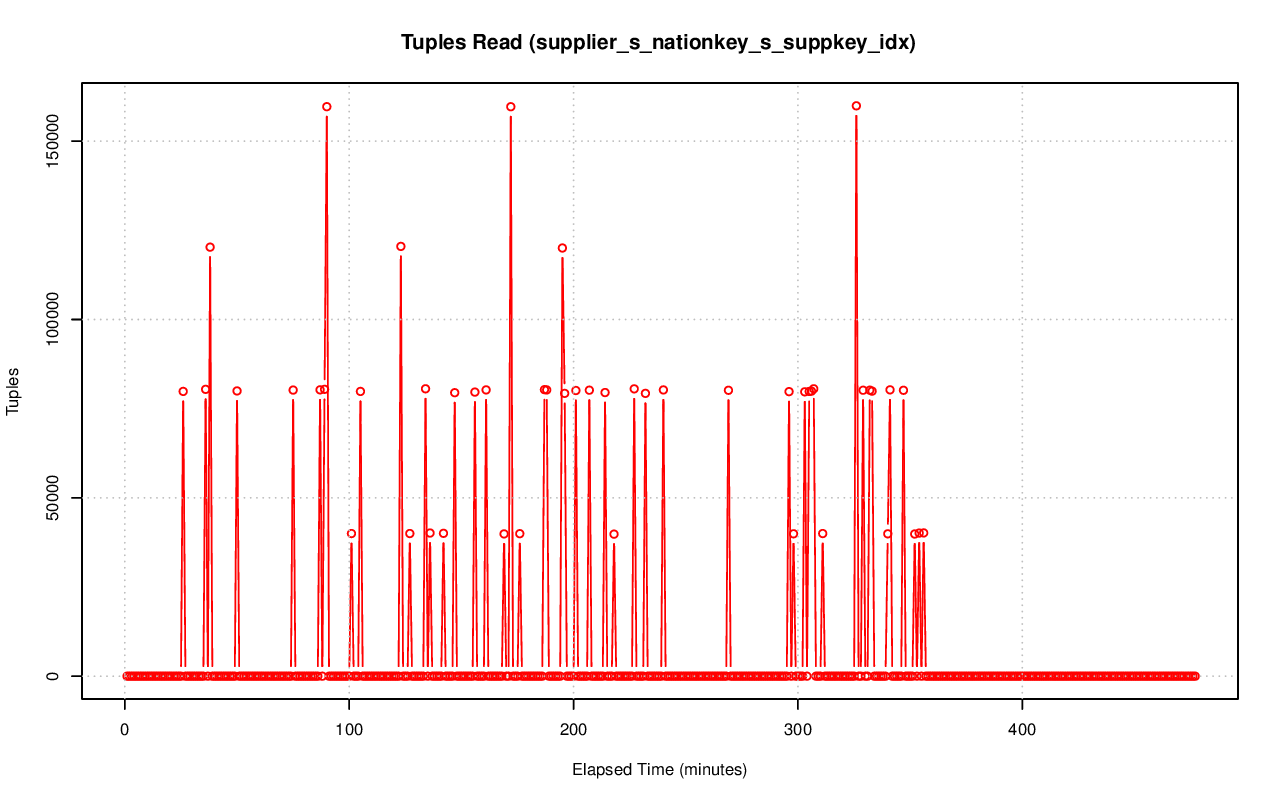 Tuples Read (supplier_s_nationkey_s_suppkey_idx)
150000
100000
50000
0
Tuples
0 100 200 300 400
Elapsed Time (minutes)